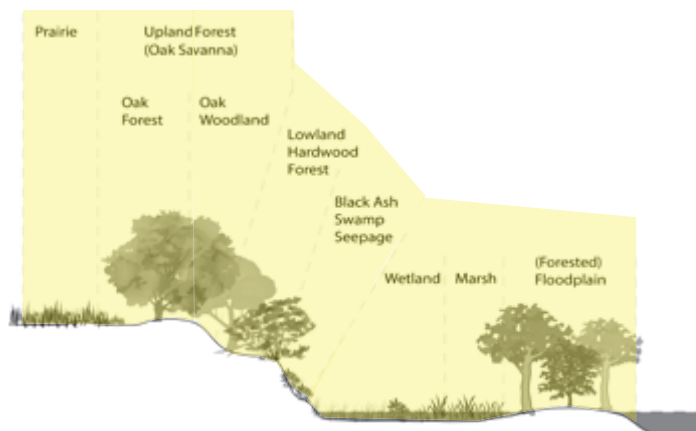 Prairie
Upland Forest
(Oak Savanna)
Oak
Forest
Oak
Woodland
Lowland
Hardwood
Forest
Black Ash
Swamp
Seepage
Wetland
Marsh
(Forested)
Floodplain